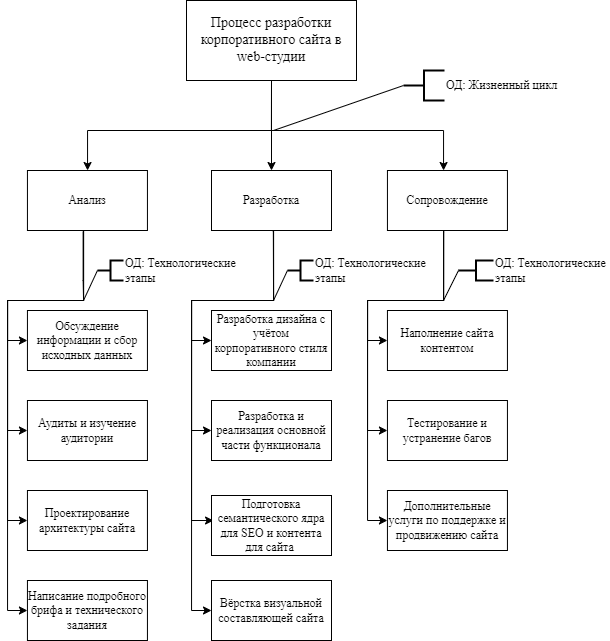 Процесс разработки
корпоративного сайта в
web-студии
ОД: Жизненный цикл
Анализ
Разработка
Сопровождение
ОД: Технологические
этапы
ОД: Технологические
этапы
ОД: Технологические
этапы
Обсуждение
информации и сбор
исходных данных
Разработка дизайна с
учётом
корпоративного стиля
компании
Наполнение сайта
контентом
Аудиты и изучение
аудитории
Разработка и
реализация основной
части функционала
Тестирование и
устранение багов
Проектирование
архитектуры сайта
Подготовка
семантического ядра
для SEO и контента
для сайта
Дополнительные
услуги по поддержке и
продвижению сайта
Написание подробного
брифа и технического
задания
Вёрстка визуальной
составляющей сайта